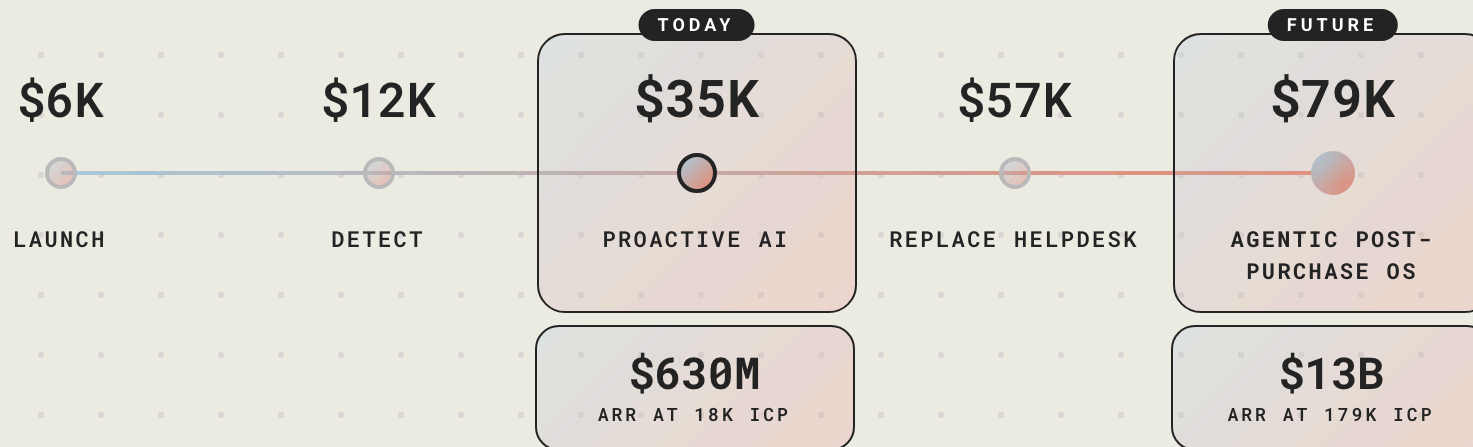 TODAY
FUTURE
$6K
$12K
$35K
$57K
$79K
LAUNCH
DETECT
PROACTIVE AI
REPLACE HELPDESK
AGENTIC POST-
PURCHASE OS
$630M
ARR AT 18K ICP
$13B
ARR AT 179K ICP